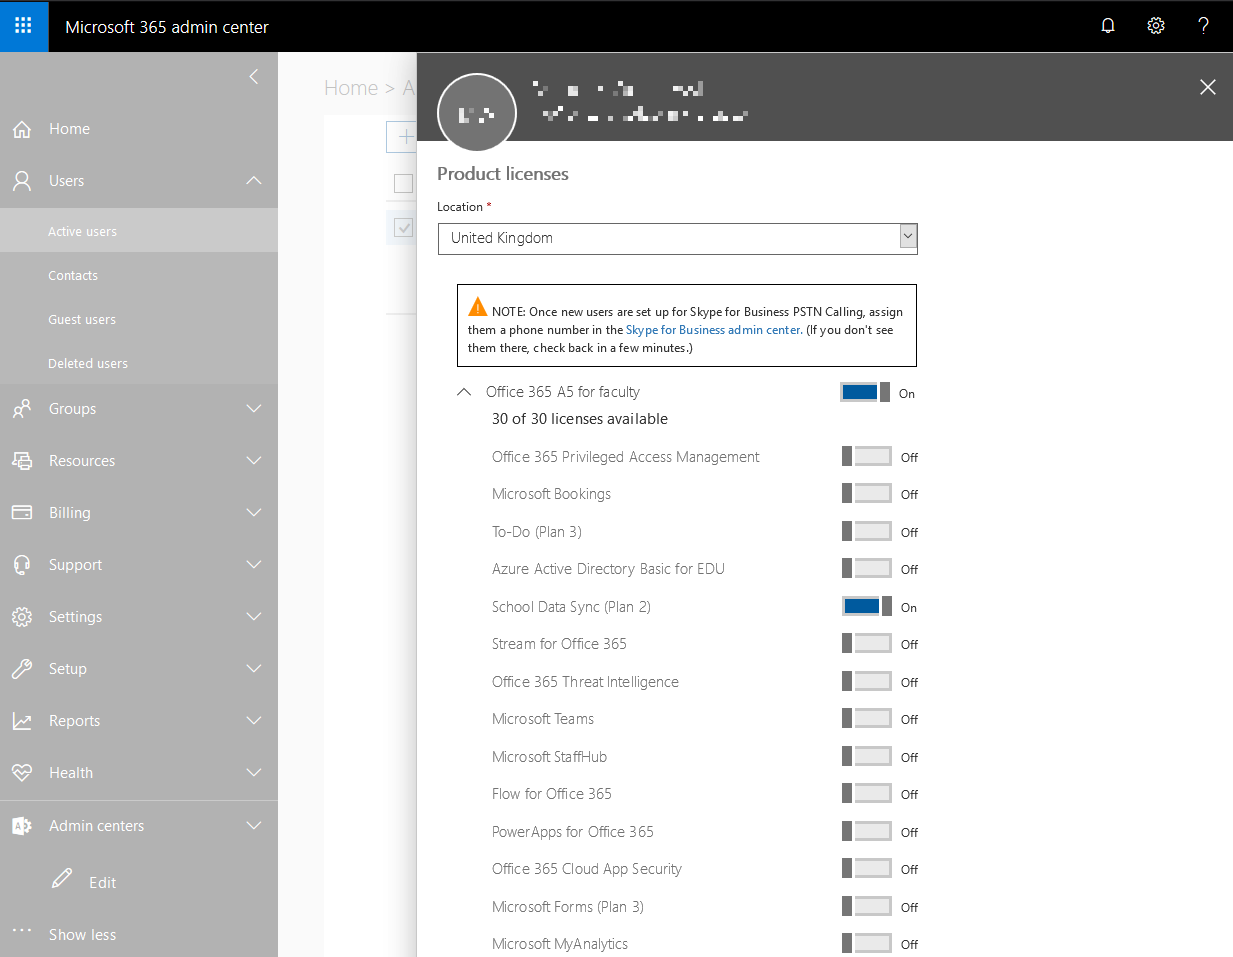 Microsoft 365 admin center
?
Home > A
Home
Users
Active users
Contacts
Guest users
Deleted users
Groups
Resources
Billing
Support
Settings
Setup
Reports
Health
Admin centers
Edit
Show less
Product licenses
Location *
United Kingdom
NOTE: Once new users are set up for Skype for Business PSTN Calling, assign
them a phone number in the Skype for Business admin center. (If you don't see
them there, check back in a few minutes.)
Office 365 A5 for faculty On
30 of 30 licenses available
Office 365 Privileged Access Management Off
Microsoft Bookings Off
To-Do (Plan 3) Off
Azure Active Directory Basic for EDU Off
School Data Sync (Plan 2) On
Stream for Office 365 Off
Office 365 Threat Intelligence Off
Microsoft Teams Off
Microsoft StaffHub Off
Flow for Office 365 Off
PowerApps for Office 365 Off
Office 365 Cloud App Security Off
Microsoft Forms (Plan 3) Off
Microsoft MyAnalytics Off